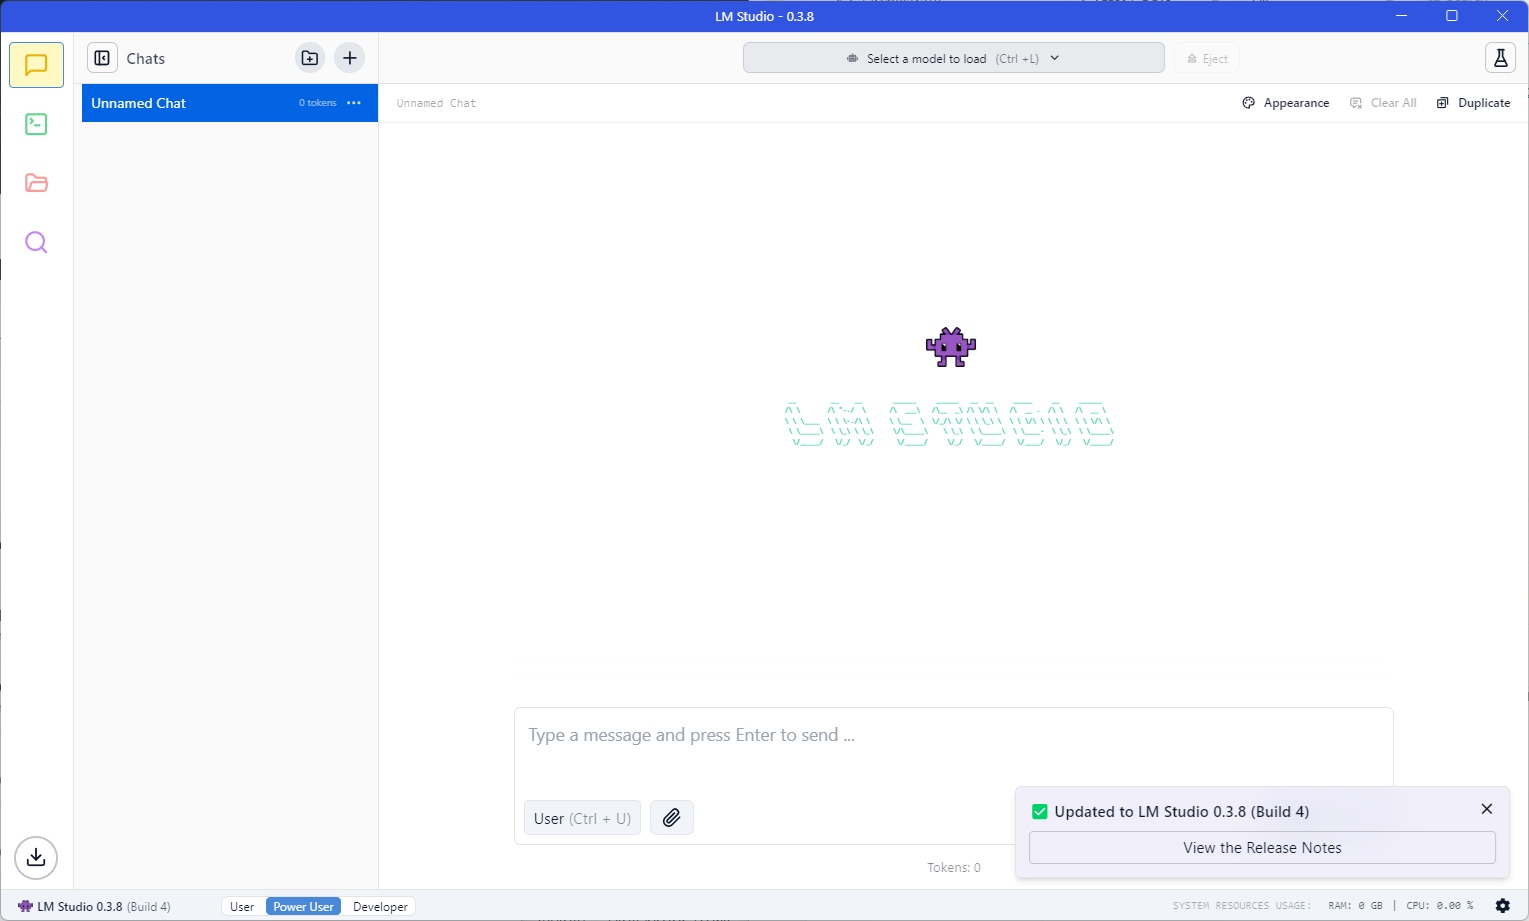 LM Studio - 0.3.8
Chats
Select a model to load (Ctrl +L)
Eject
Unnamed Chat
0 tokens
Unnamed Chat
Appearance
Clear All
Duplicate
LM STUDIO
Type a message and press Enter to send ...
User (Ctrl + U)
Updated to LM Studio 0.3.8 (Build 4)
View the Release Notes
Tokens: 0
LM Studio 0.3.8 (Build 4)
User
Power User
Developer
SYSTEM RESOURCES USAGE: RAM: 0 GB | CPU: 0.00 %